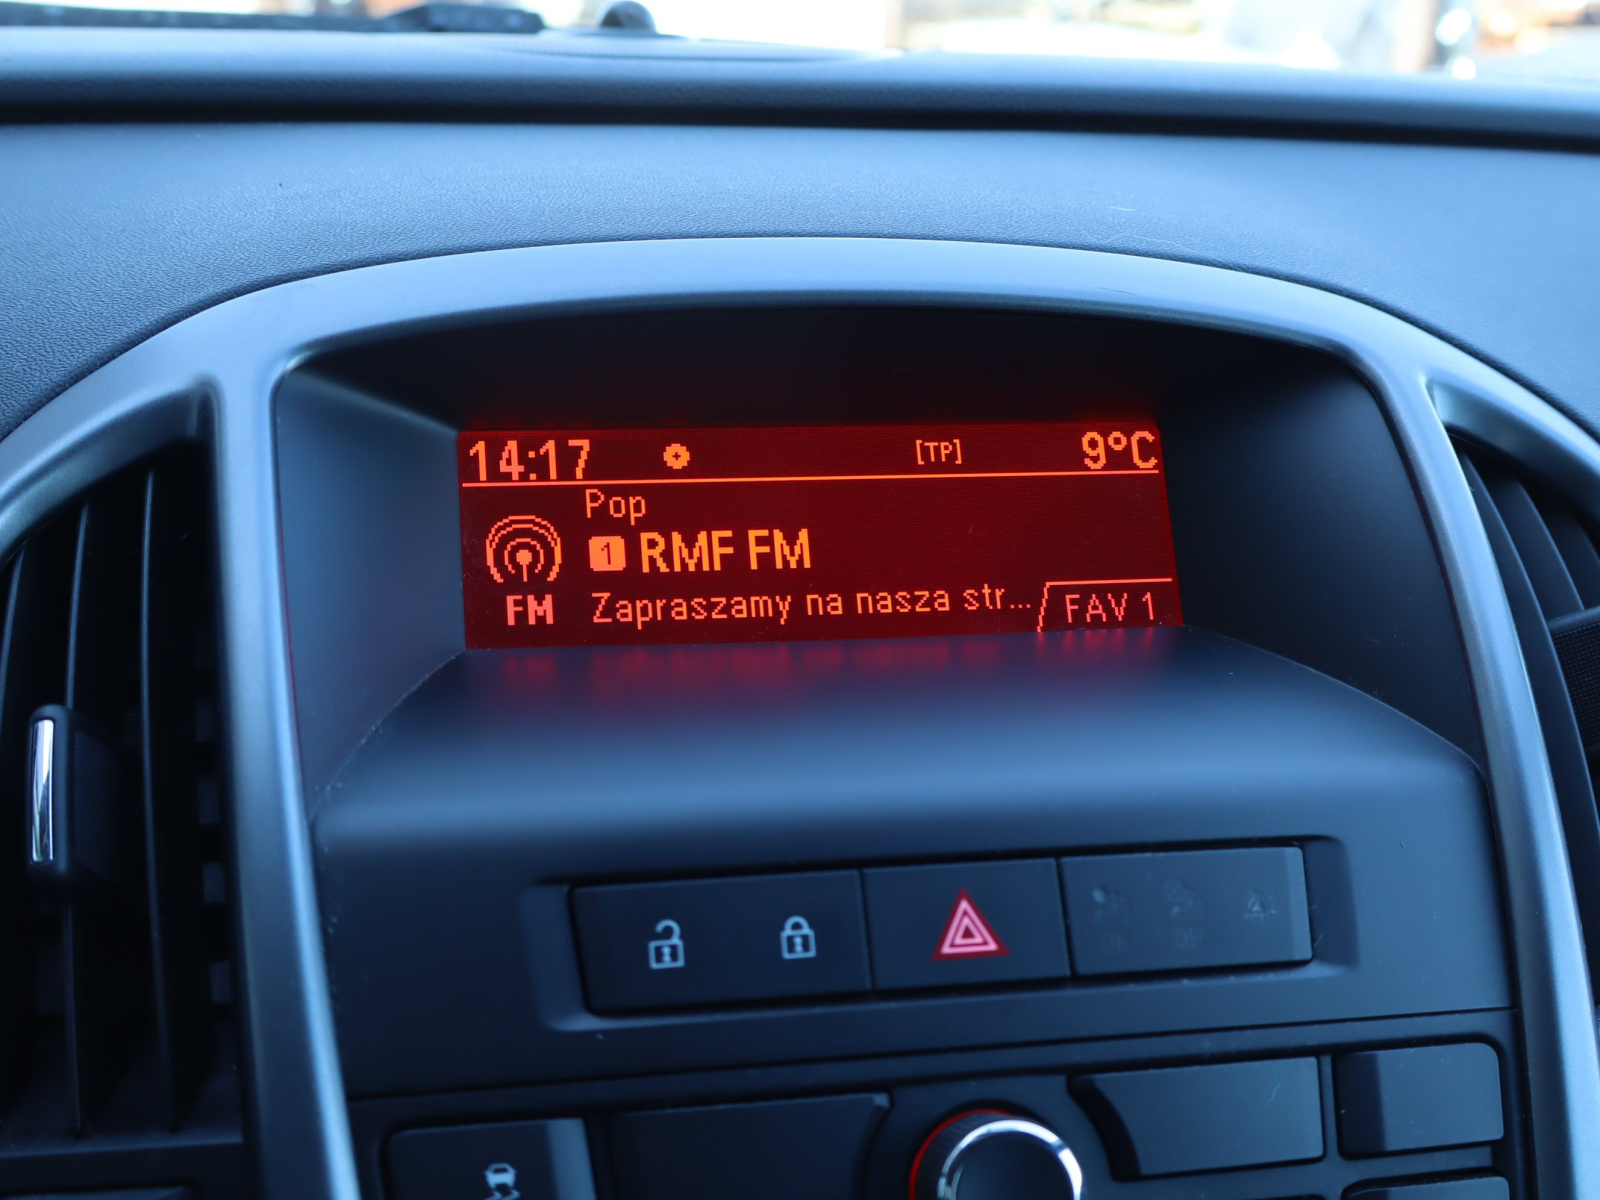 14:17 [TP] 9°C
Pop
1 RMF FM
FM Zapraszamy na nasza str... FAV 1